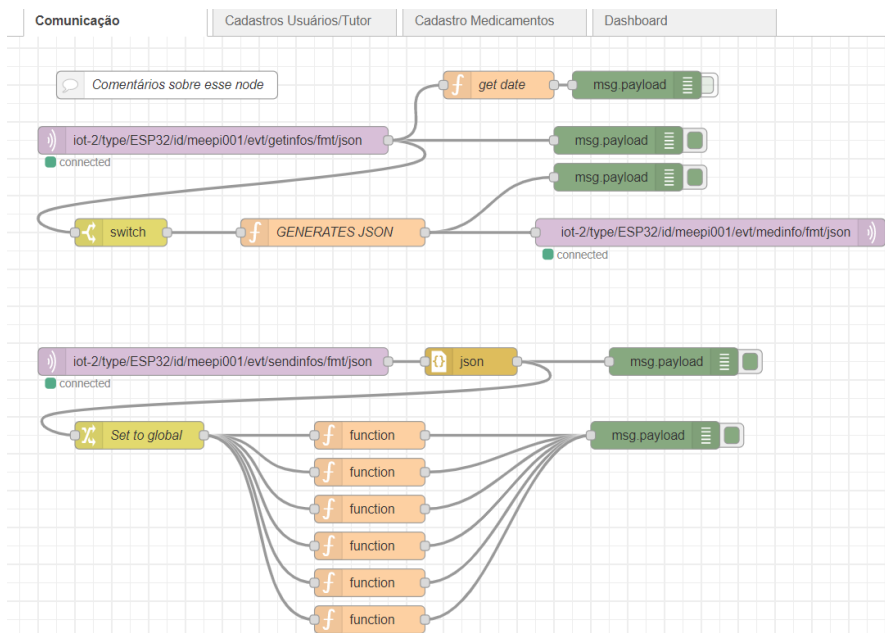 Comunicação
Cadastros Usuários/Tutor
Cadastro Medicamentos
Dashboard
Comentários sobre esse node
get date
msg.payload
iot-2/type/ESP32/id/meepi001/evt/getinfos/fmt/json
msg.payload
connected
msg.payload
switch
GENERATES JSON
iot-2/type/ESP32/id/meepi001/evt/medinfo/fmt/json
connected
iot-2/type/ESP32/id/meepi001/evt/sendinfos/fmt/json
json
msg.payload
connected
Set to global
function
msg.payload
function
function
function
function
function